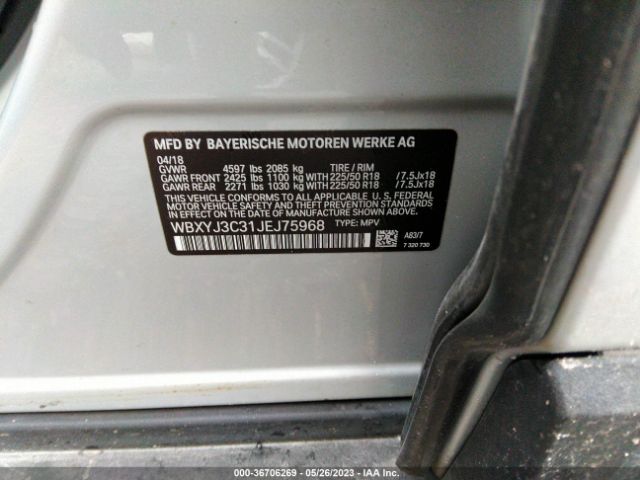 MFD BY BAYERISCHE MOTOREN WERKE AG
04/18
GVWR 4597 lbs 2085 kg TIRE / RIM
GAWR FRONT 2425 lbs 1100 kg WITH 225/50 R18 /7.5Jx18
GAWR REAR 2271 lbs 1030 kg WITH 225/50 R18 /7.5Jx18
THIS VEHICLE CONFORMS TO ALL APPLICABLE U. S. FEDERAL
MOTOR VEHICLE SAFETY, BUMPER, AND THEFT PREVENTION
STANDARDS IN EFFECT ON THE DATE OF MANUFACTURE SHOWN ABOVE.
WBXYJ3C31JEJ75968 TYPE: MPV
A83/7
7 320 730
000-36706269 - 05/26/2023 - IAA Inc.